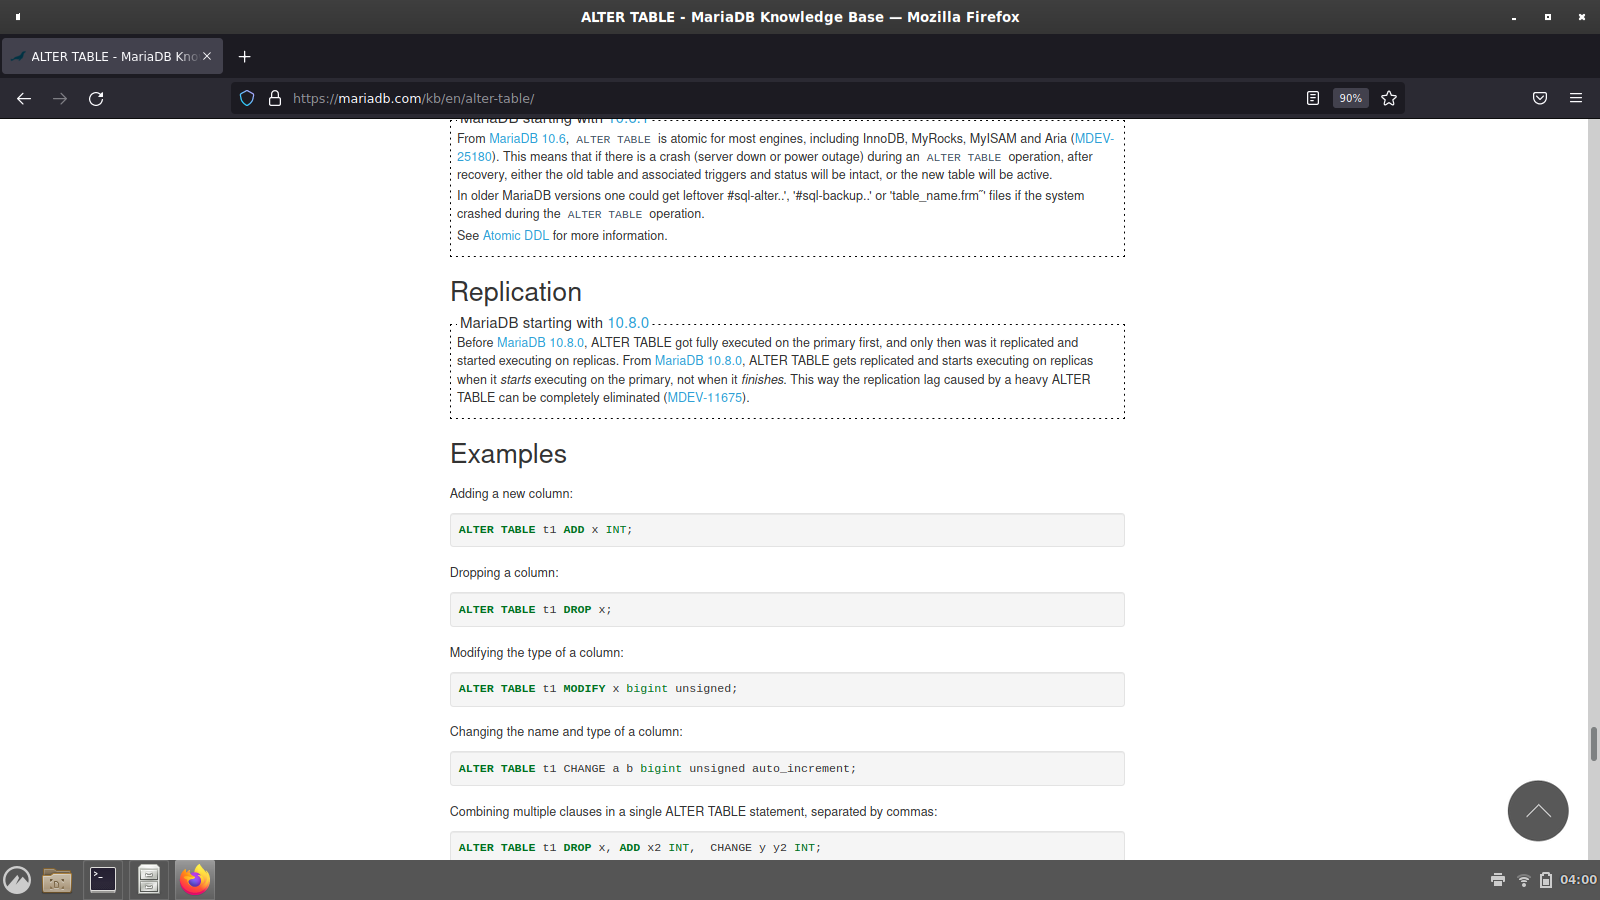 ALTER TABLE - MariaDB Knowledge Base — Mozilla Firefox
ALTER TABLE - MariaDB Kno
https://mariadb.com/kb/en/alter-table/
90%
MariaDB starting with 10.6.1
From MariaDB 10.6, ALTER TABLE is atomic for most engines, including InnoDB, MyRocks, MyISAM and Aria (MDEV-
25180). This means that if there is a crash (server down or power outage) during an ALTER TABLE operation, after
recovery, either the old table and associated triggers and status will be intact, or the new table will be active.
In older MariaDB versions one could get leftover #sql-alter..', '#sql-backup..' or 'table_name.frm˝' files if the system
crashed during the ALTER TABLE operation.
See Atomic DDL for more information.
Replication
MariaDB starting with 10.8.0
Before MariaDB 10.8.0, ALTER TABLE got fully executed on the primary first, and only then was it replicated and
started executing on replicas. From MariaDB 10.8.0, ALTER TABLE gets replicated and starts executing on replicas
when it starts executing on the primary, not when it finishes. This way the replication lag caused by a heavy ALTER
TABLE can be completely eliminated (MDEV-11675).
Examples
Adding a new column:
ALTER TABLE t1 ADD x INT;
Dropping a column:
ALTER TABLE t1 DROP x;
Modifying the type of a column:
ALTER TABLE t1 MODIFY x bigint unsigned;
Changing the name and type of a column:
ALTER TABLE t1 CHANGE a b bigint unsigned auto_increment;
Combining multiple clauses in a single ALTER TABLE statement, separated by commas:
ALTER TABLE t1 DROP x, ADD x2 INT,  CHANGE y y2 INT;
04:00